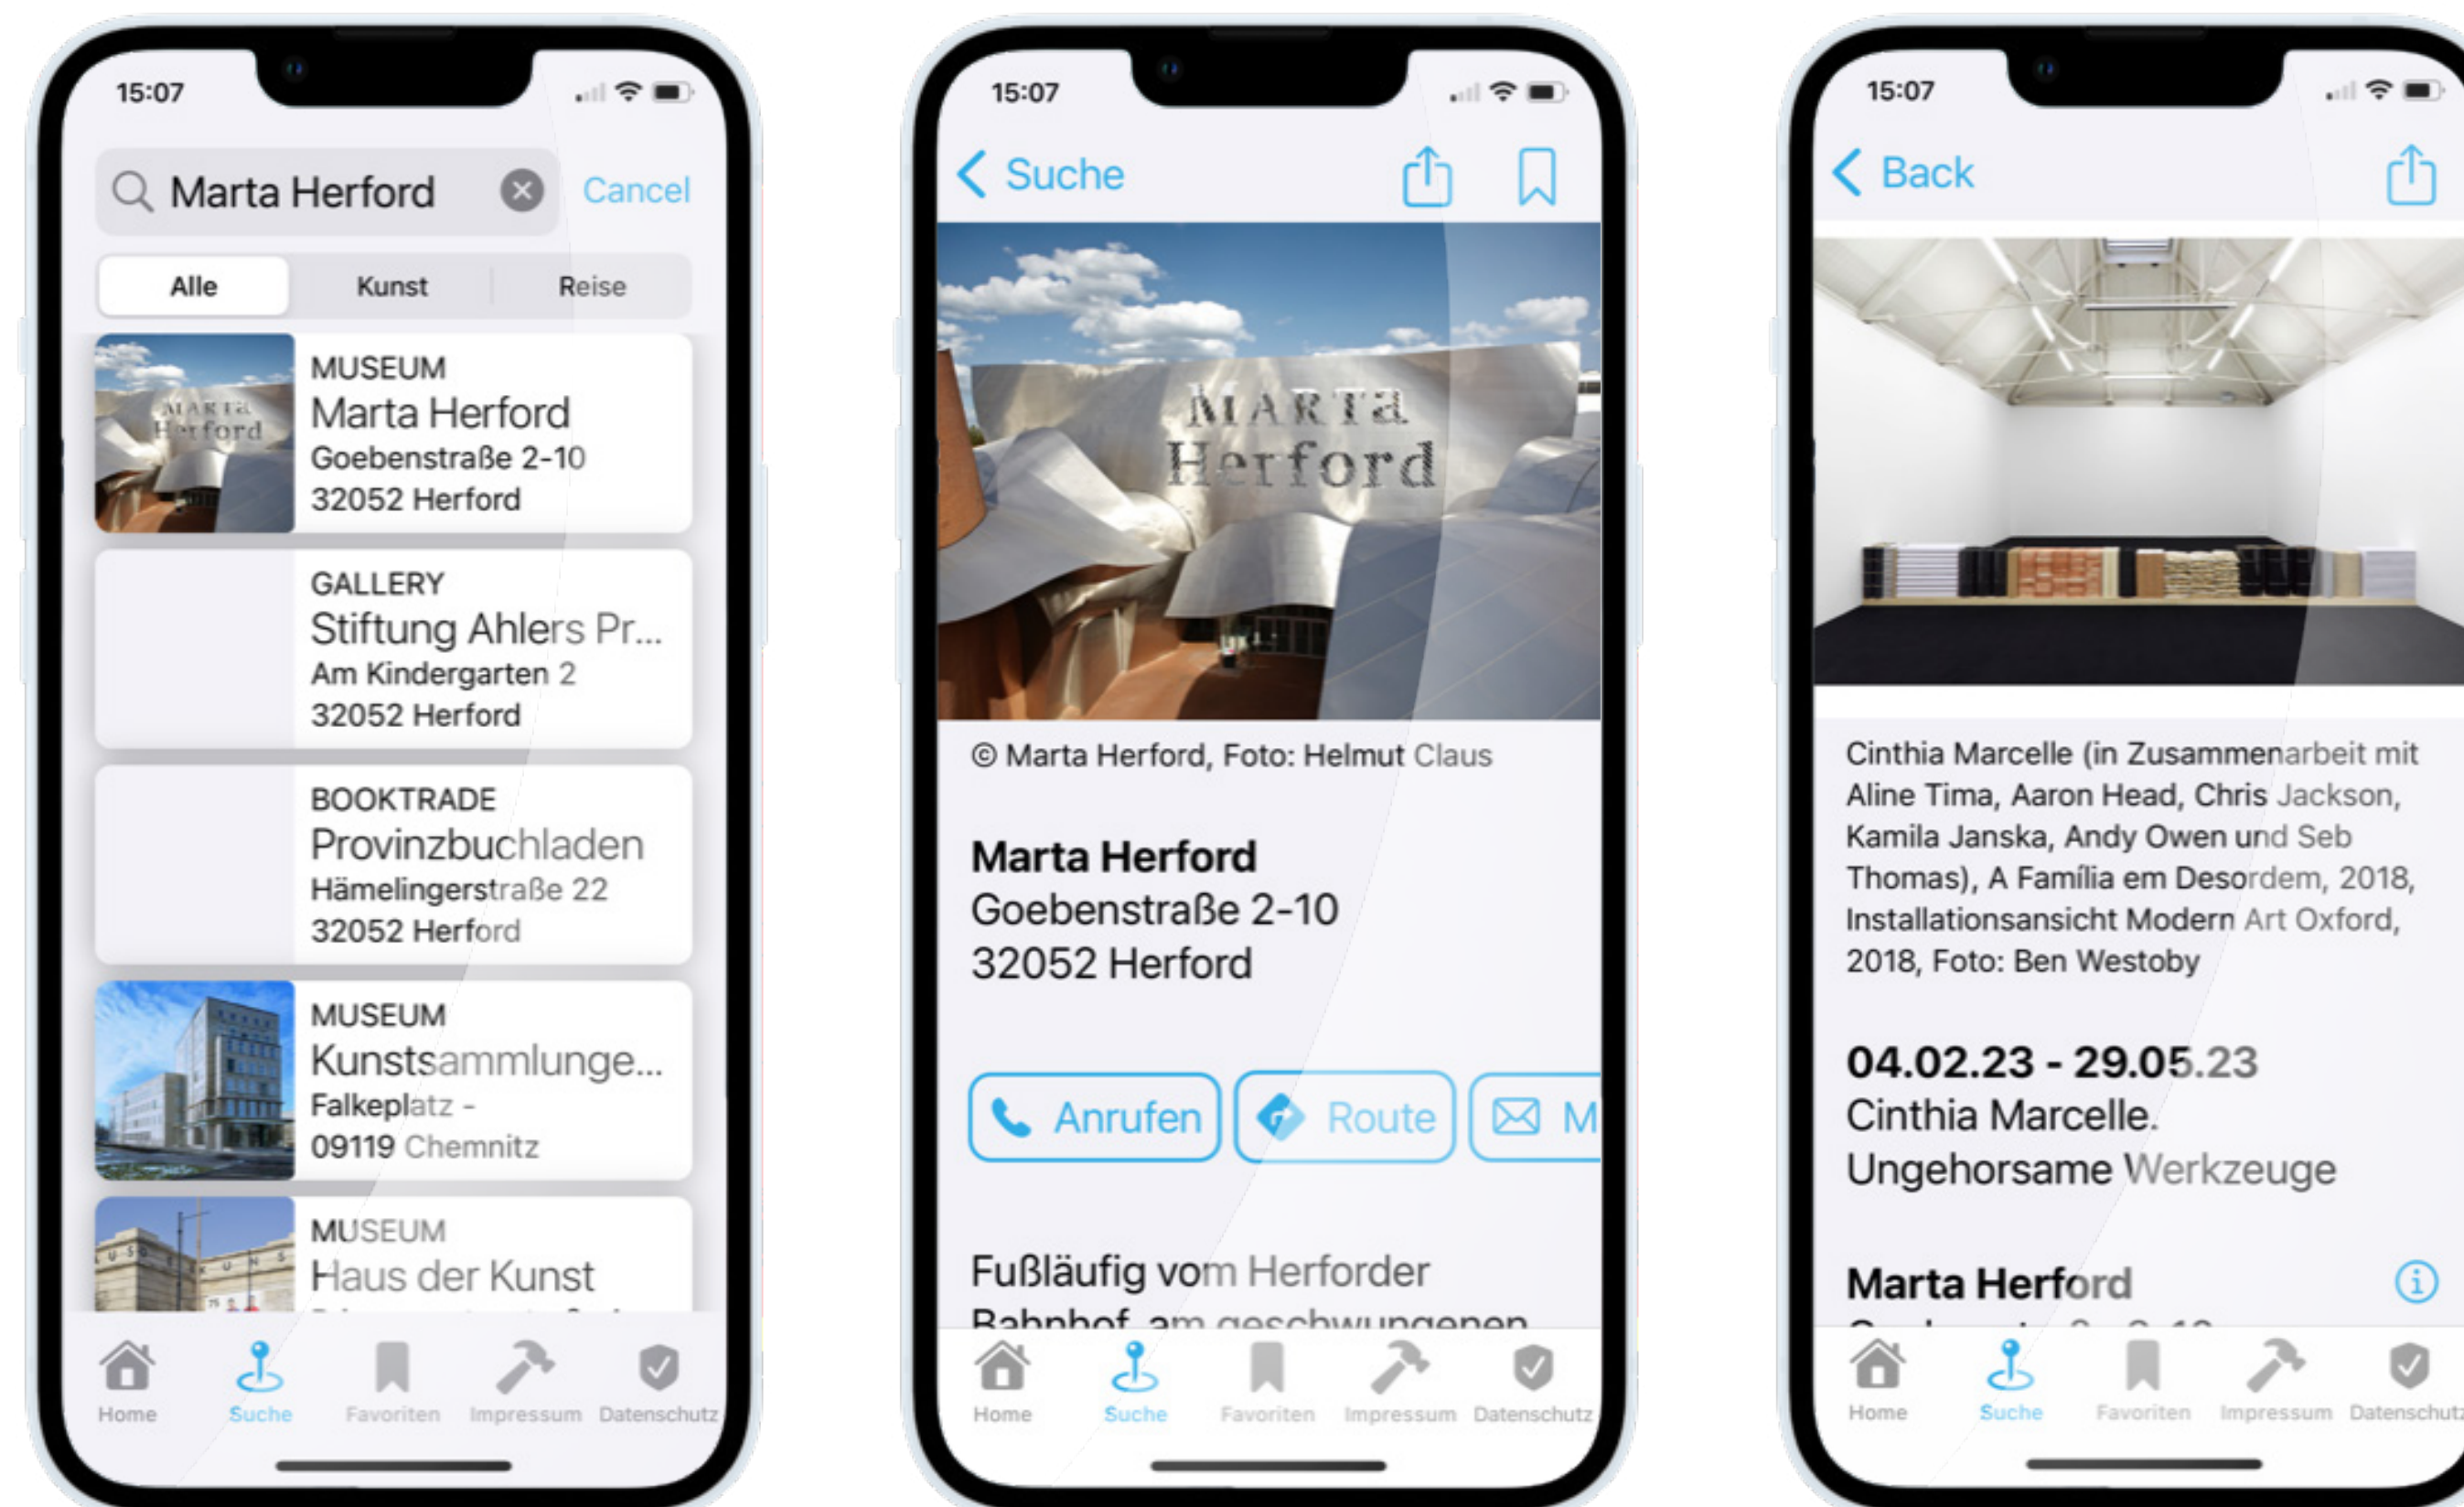 15:07
Marta Herford
Cancel
Alle
Kunst
Reise
MARTa
Herford
MUSEUM
Marta Herford
Goebenstraße 2-10
32052 Herford
GALLERY
Stiftung Ahlers Pr...
Am Kindergarten 2
32052 Herford
BOOKTRADE
Provinzbuchladen
Hämelingerstraße 22
32052 Herford
MUSEUM
Kunstsammlunge...
Falkeplatz -
09119 Chemnitz
MUSEUM
Haus der Kunst
Home
Suche
Favoriten
Impressum
Datenschutz
15:07
Suche
MARTa
Herford
© Marta Herford, Foto: Helmut Claus
Marta Herford
Goebenstraße 2-10
32052 Herford
Anrufen
Route
M
Fußläufig vom Herforder
Bahnhof, am geschwungenen
Home
Suche
Favoriten
Impressum
Datenschutz
15:07
Back
Cinthia Marcelle (in Zusammenarbeit mit
Aline Tima, Aaron Head, Chris Jackson,
Kamila Janska, Andy Owen und Seb
Thomas), A Família em Desordem, 2018,
Installationsansicht Modern Art Oxford,
2018, Foto: Ben Westoby
04.02.23 - 29.05.23
Cinthia Marcelle.
Ungehorsame Werkzeuge
Marta Herford
Home
Suche
Favoriten
Impressum
Datenschutz